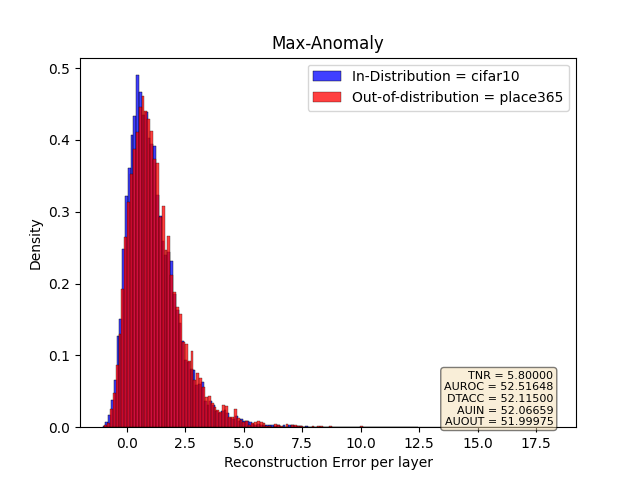 Max-Anomaly
In-Distribution = cifar10
Out-of-distribution = place365
0.5
0.4
0.3
0.2
0.1
0.0
Density
TNR = 5.80000
AUROC = 52.51648
DTACC = 52.11500
AUIN = 52.06659
AUOUT = 51.99975
0.0 2.5 5.0 7.5 10.0 12.5 15.0 17.5
Reconstruction Error per layer